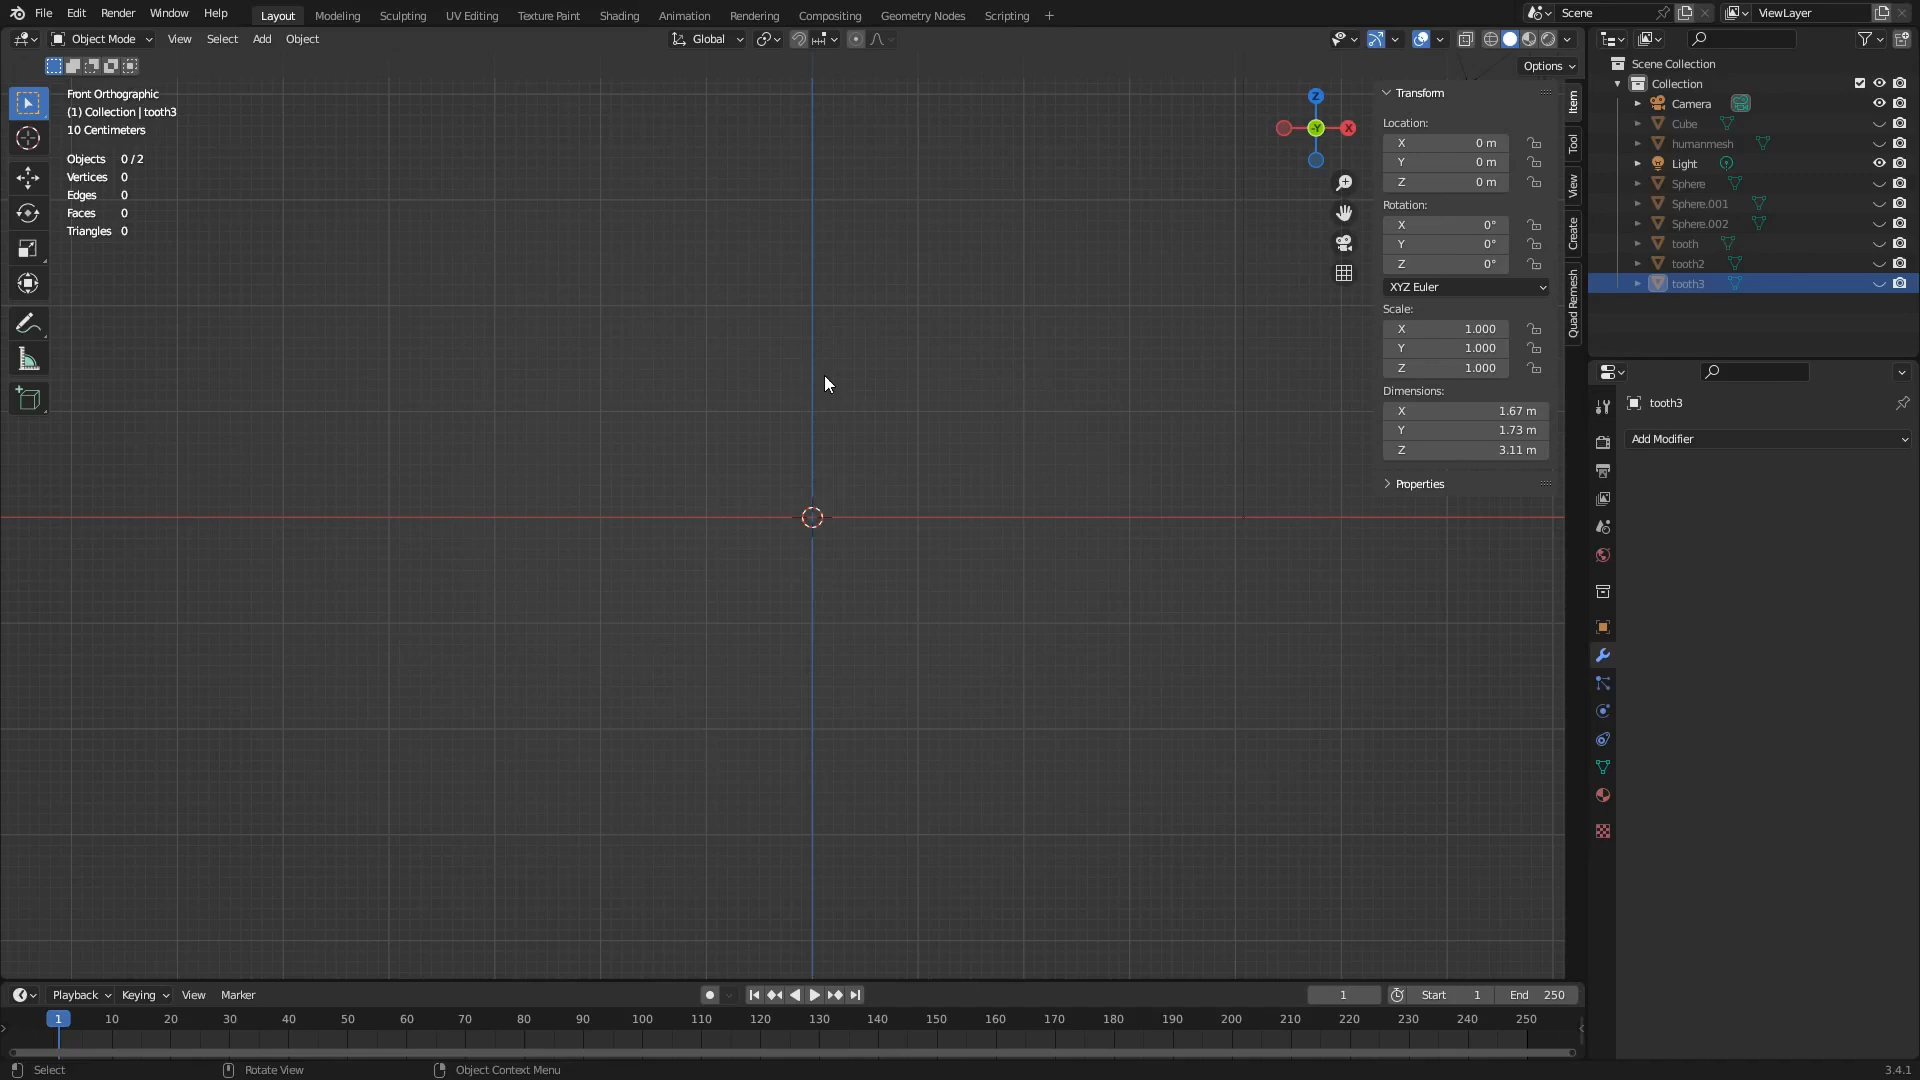 File Edit Render Window Help Layout Modeling Sculpting UV Editing Texture Paint Shading Animation Rendering Compositing Geometry Nodes Scripting + Scene ViewLayer
Object Mode View Select Add Object Global
Options
Front Orthographic
(1) Collection | tooth3
10 Centimeters
Objects 0 / 2
Vertices 0
Edges 0
Faces 0
Triangles 0
Z
-Y
X
Transform
Location:
X 0 m
Y 0 m
Z 0 m
Rotation:
X 0°
Y 0°
Z 0°
XYZ Euler
Scale:
X 1.000
Y 1.000
Z 1.000
Dimensions:
X 1.67 m
Y 1.73 m
Z 3.11 m
Properties
Item
Tool
View
Create
Quad Remesh
Scene Collection
Collection
Camera
Cube
humanmesh
Light
Sphere
Sphere.001
Sphere.002
tooth
tooth2
tooth3
tooth3
Add Modifier
Playback Keying View Marker 1 Start 1 End 250
1 10 20 30 40 50 60 70 80 90 100 110 120 130 140 150 160 170 180 190 200 210 220 230 240 250
Select Rotate View Object Context Menu 3.4.1